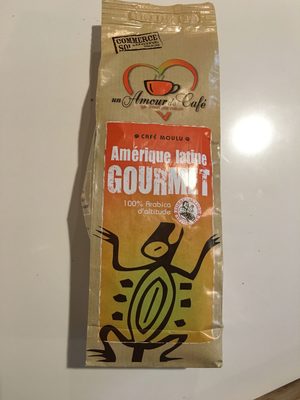 COMMERCE
un Amour de Café
CAFÉ MOULU
Amérique latine
GOURMET
100% Arabica
d'altitude